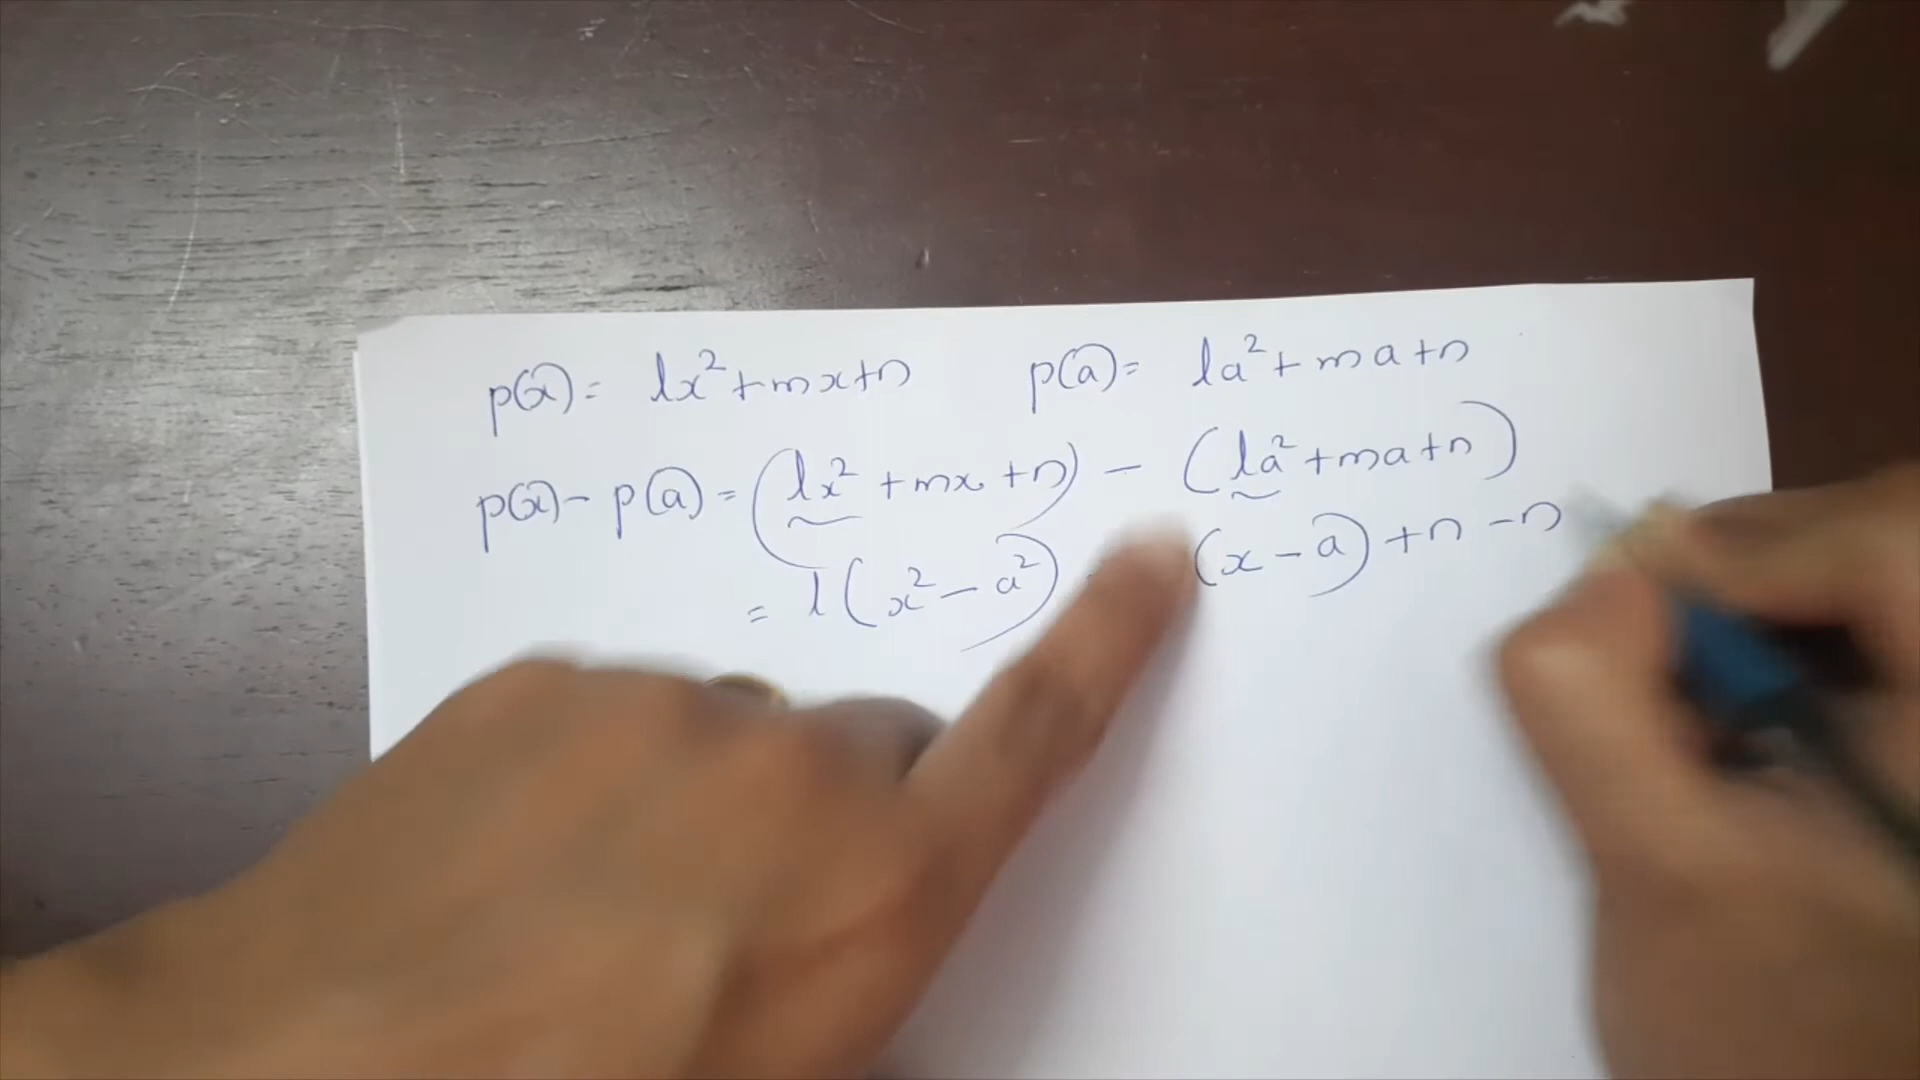 p(x) = lx² + mx + n p(a) = la² + ma + n
p(x) - p(a) = (lx² + mx + n) - (la² + ma + n)
= l(x² - a²) (x - a) + n - n